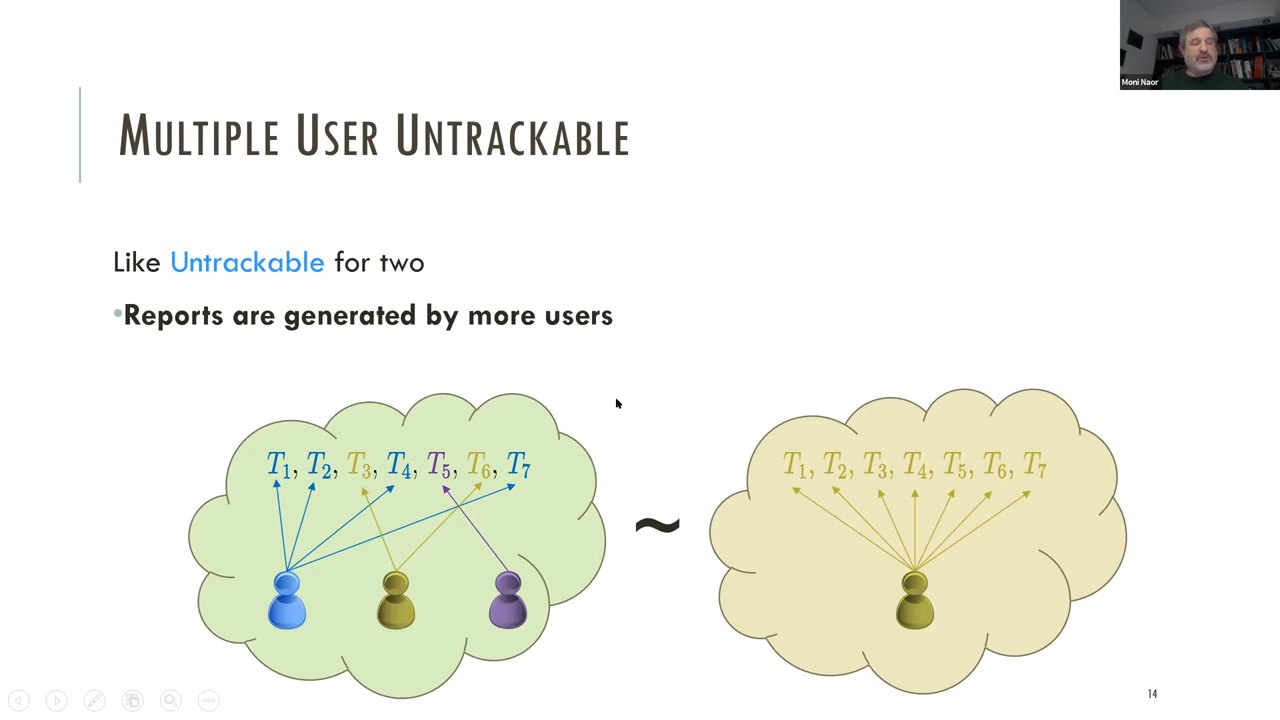 Moni Naor
MULTIPLE USER UNTRACKABLE
Like Untrackable for two
•Reports are generated by more users
T1, T2, T3, T4, T5, T6, T7
~
T1, T2, T3, T4, T5, T6, T7
14